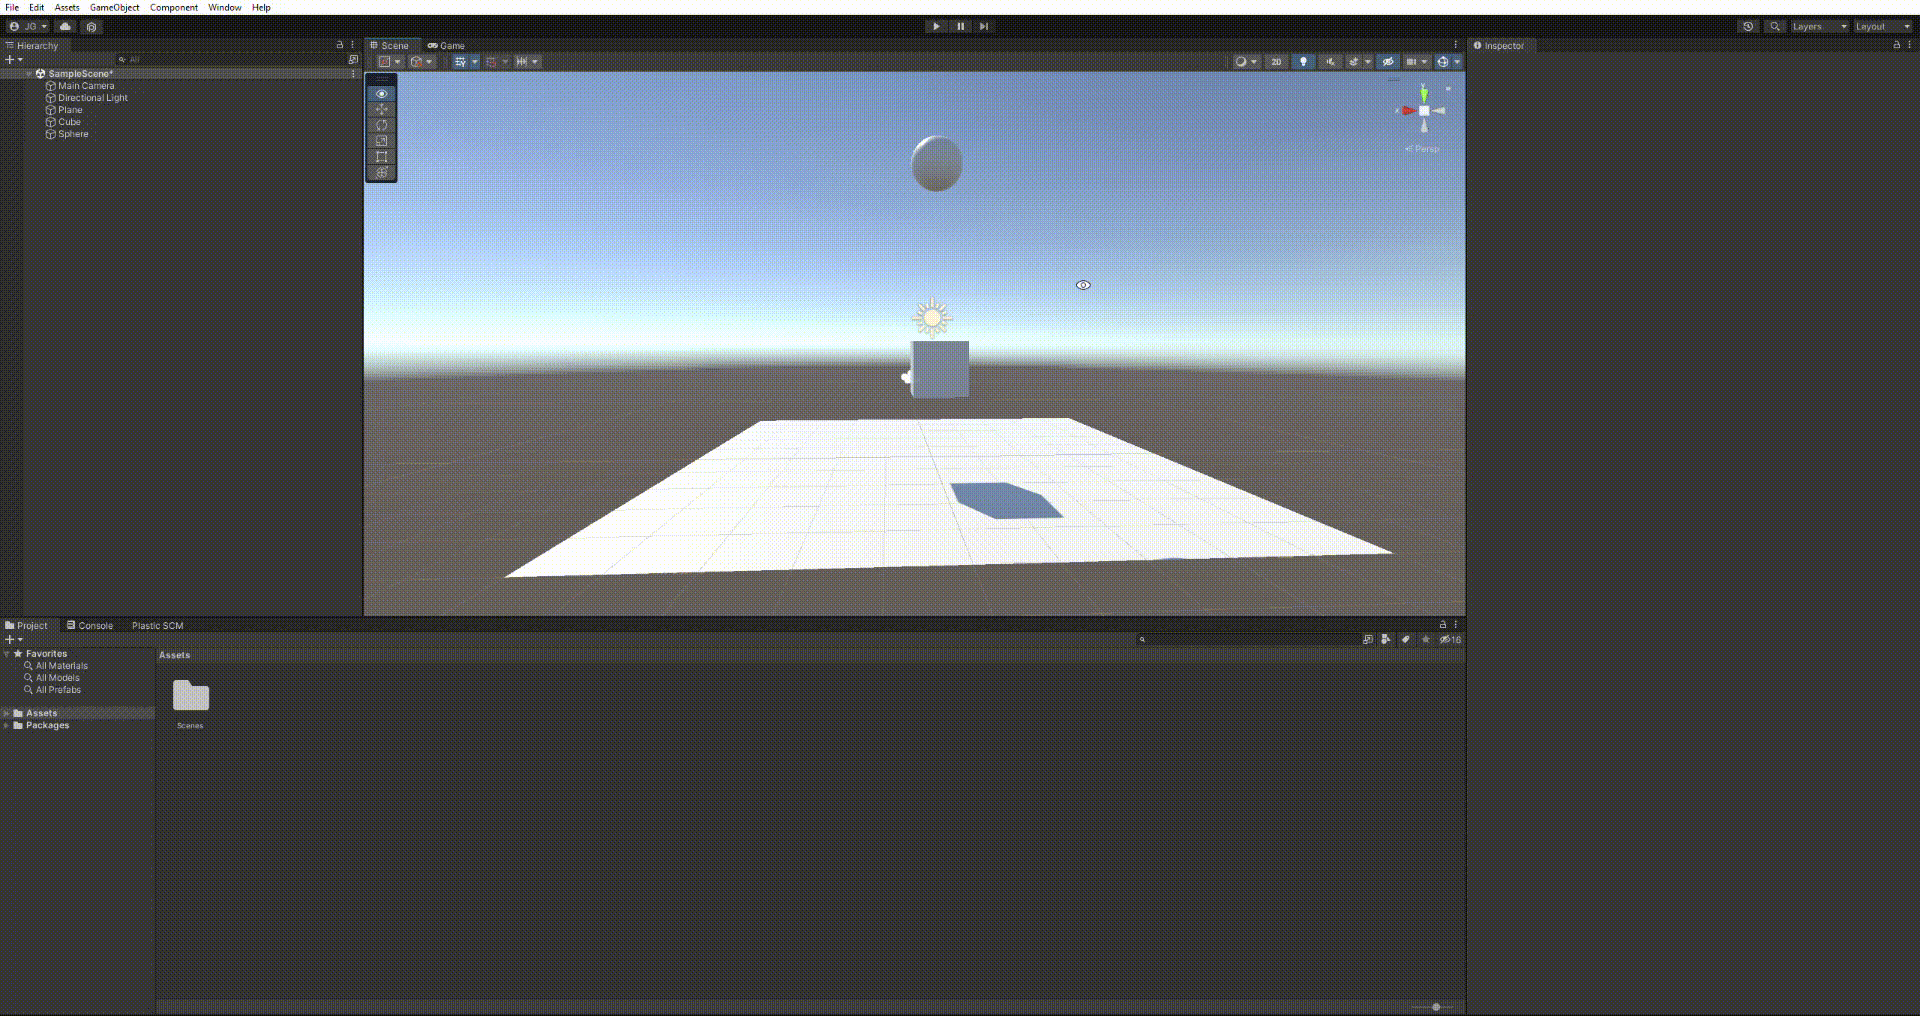 File Edit Assets GameObject Component Window Help
JG
Layers Layout
Hierarchy
All
SampleScene*
Main Camera
Directional Light
Plane
Cube
Sphere
Scene Game
2D
y
x
Persp
Inspector
Project Console Plastic SCM
16
Favorites
All Materials
All Models
All Prefabs
Assets
Packages
Assets
Scenes